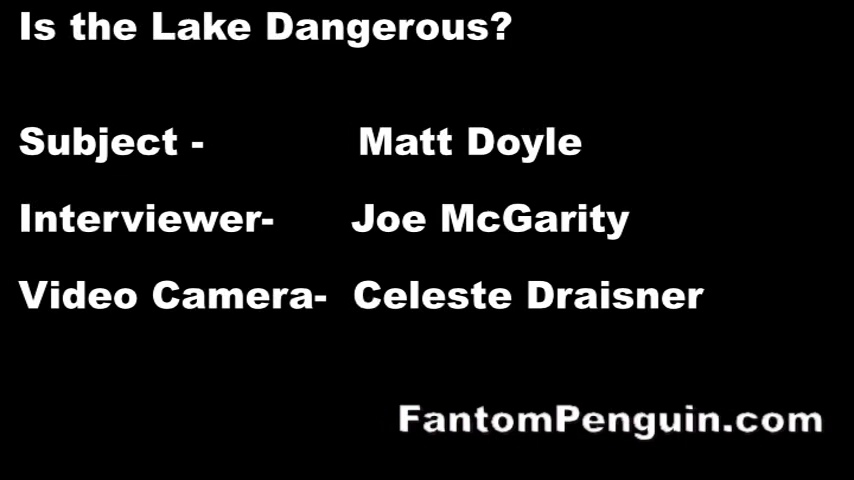 Is the Lake Dangerous?
Subject - Matt Doyle
Interviewer- Joe McGarity
Video Camera- Celeste Draisner
FantomPenguin.com